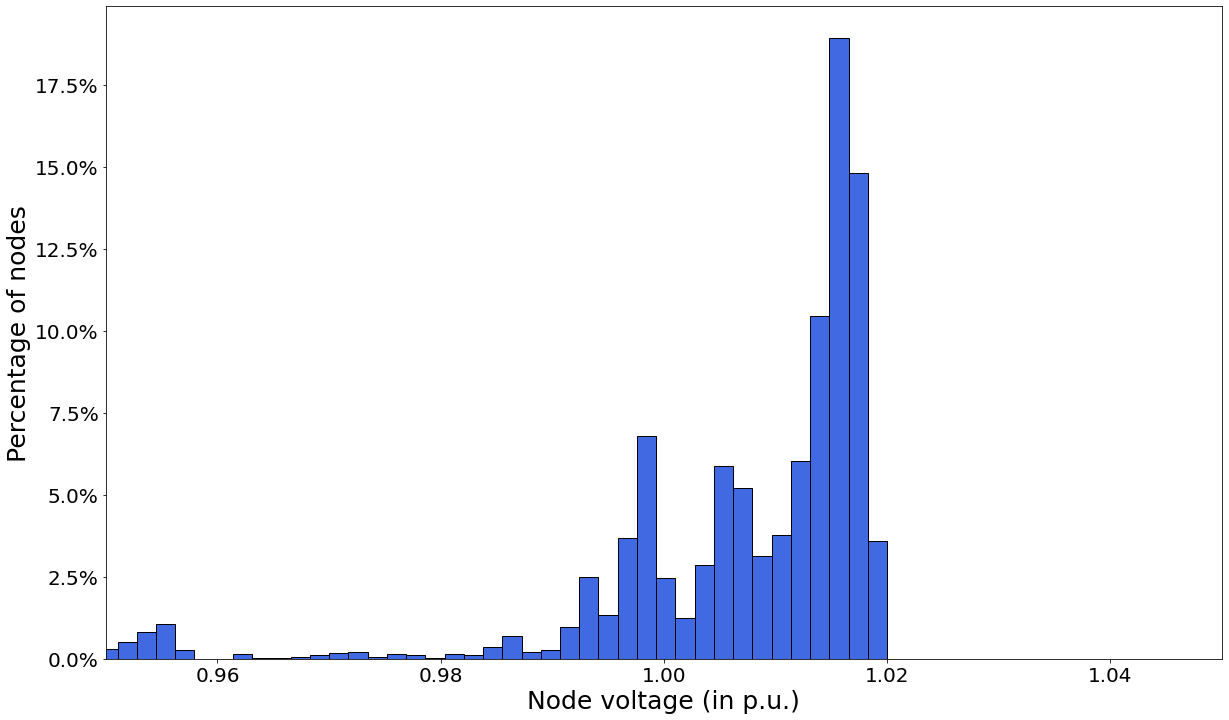 17.5%
15.0%
12.5%
10.0%
7.5%
5.0%
2.5%
0.0%
Percentage of nodes
0.96 0.98 1.00 1.02 1.04
Node voltage (in p.u.)